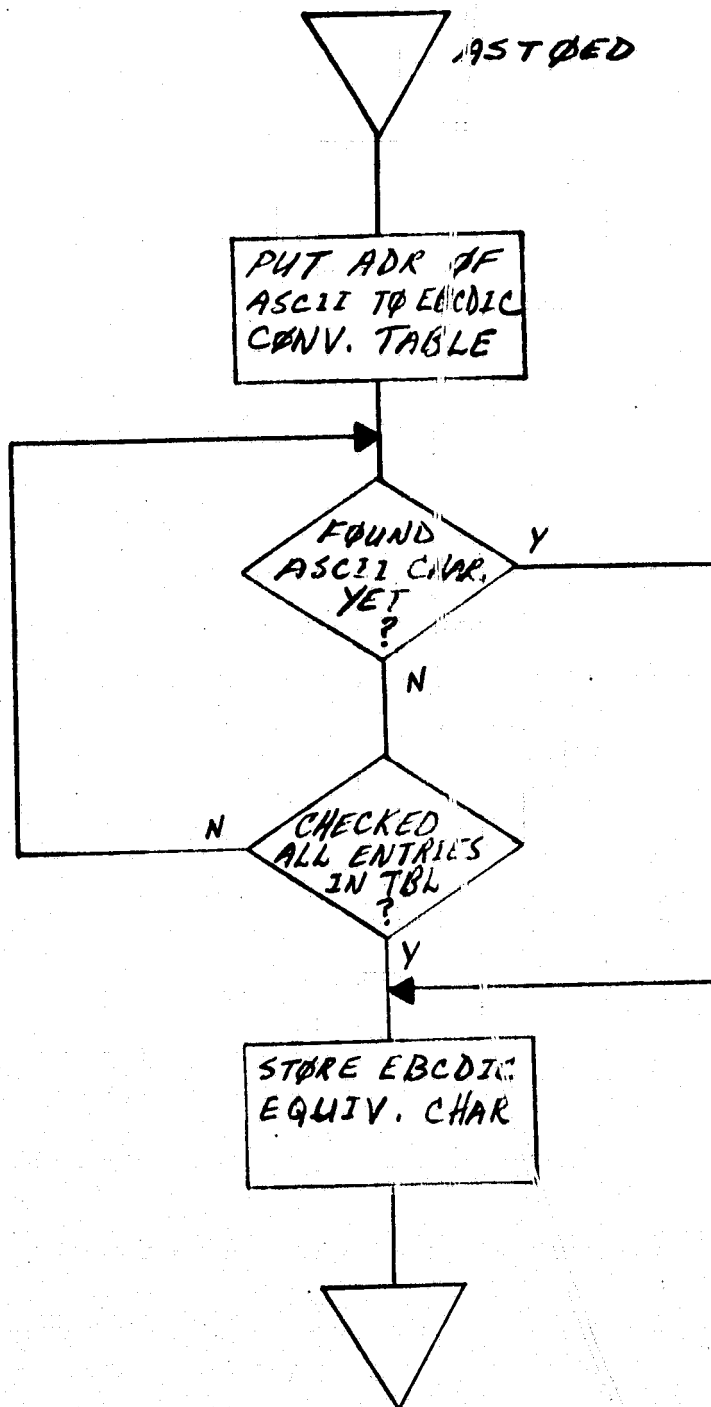 ASTØED
PUT ADR ØF
ASCII TØ EBCDIC
CØNV. TABLE
FØUND
ASCII CHAR.
YET
?
Y
N
CHECKED
ALL ENTRIES
IN TBL
?
N
Y
STØRE EBCDIC
EQUIV. CHAR